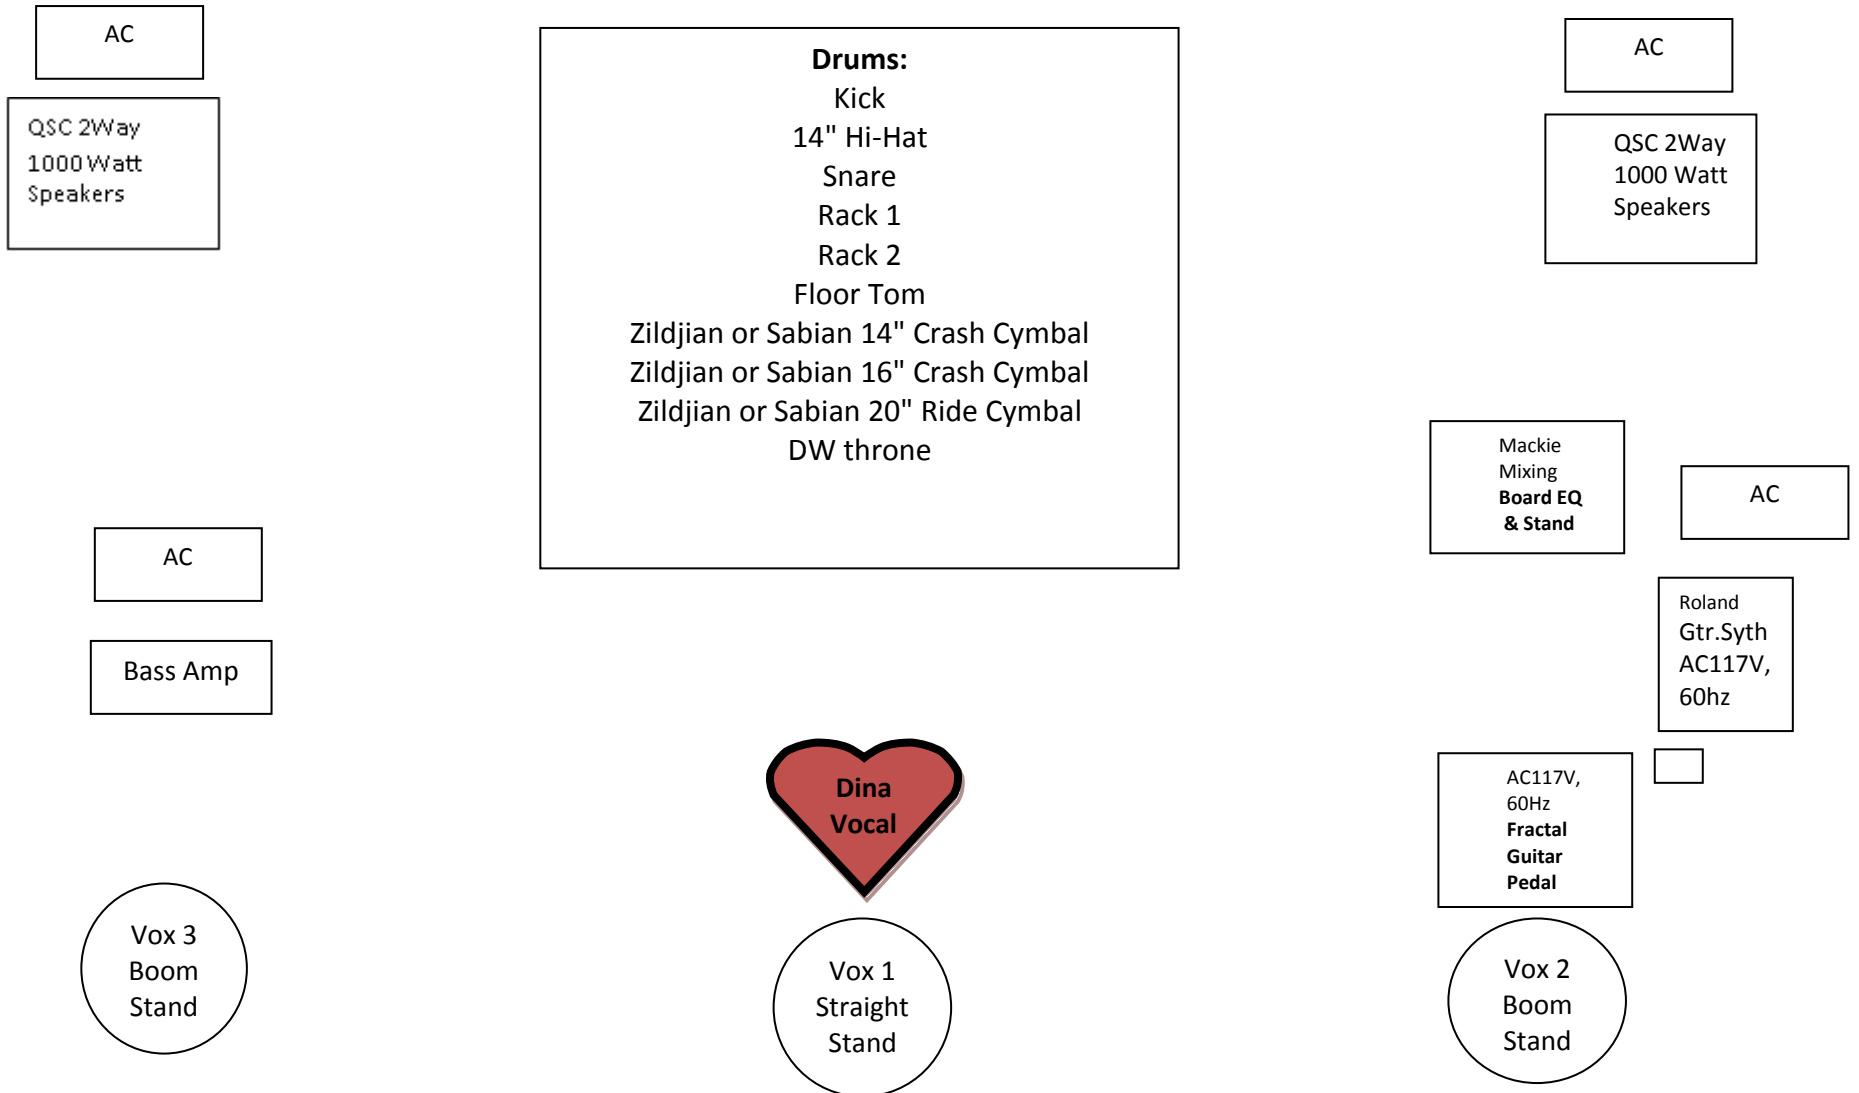 AC
QSC 2Way
1000 Watt
Speakers
Drums:
Kick
14" Hi-Hat
Snare
Rack 1
Rack 2
Floor Tom
Zildjian or Sabian 14" Crash Cymbal
Zildjian or Sabian 16" Crash Cymbal
Zildjian or Sabian 20" Ride Cymbal
DW throne
AC
QSC 2Way
1000 Watt
Speakers
Mackie
Mixing
Board EQ
& Stand
AC
AC
Bass Amp
Roland
Gtr.Syth
AC117V,
60hz
Dina
Vocal
AC117V,
60Hz
Fractal
Guitar
Pedal
Vox 3
Boom
Stand
Vox 1
Straight
Stand
Vox 2
Boom
Stand